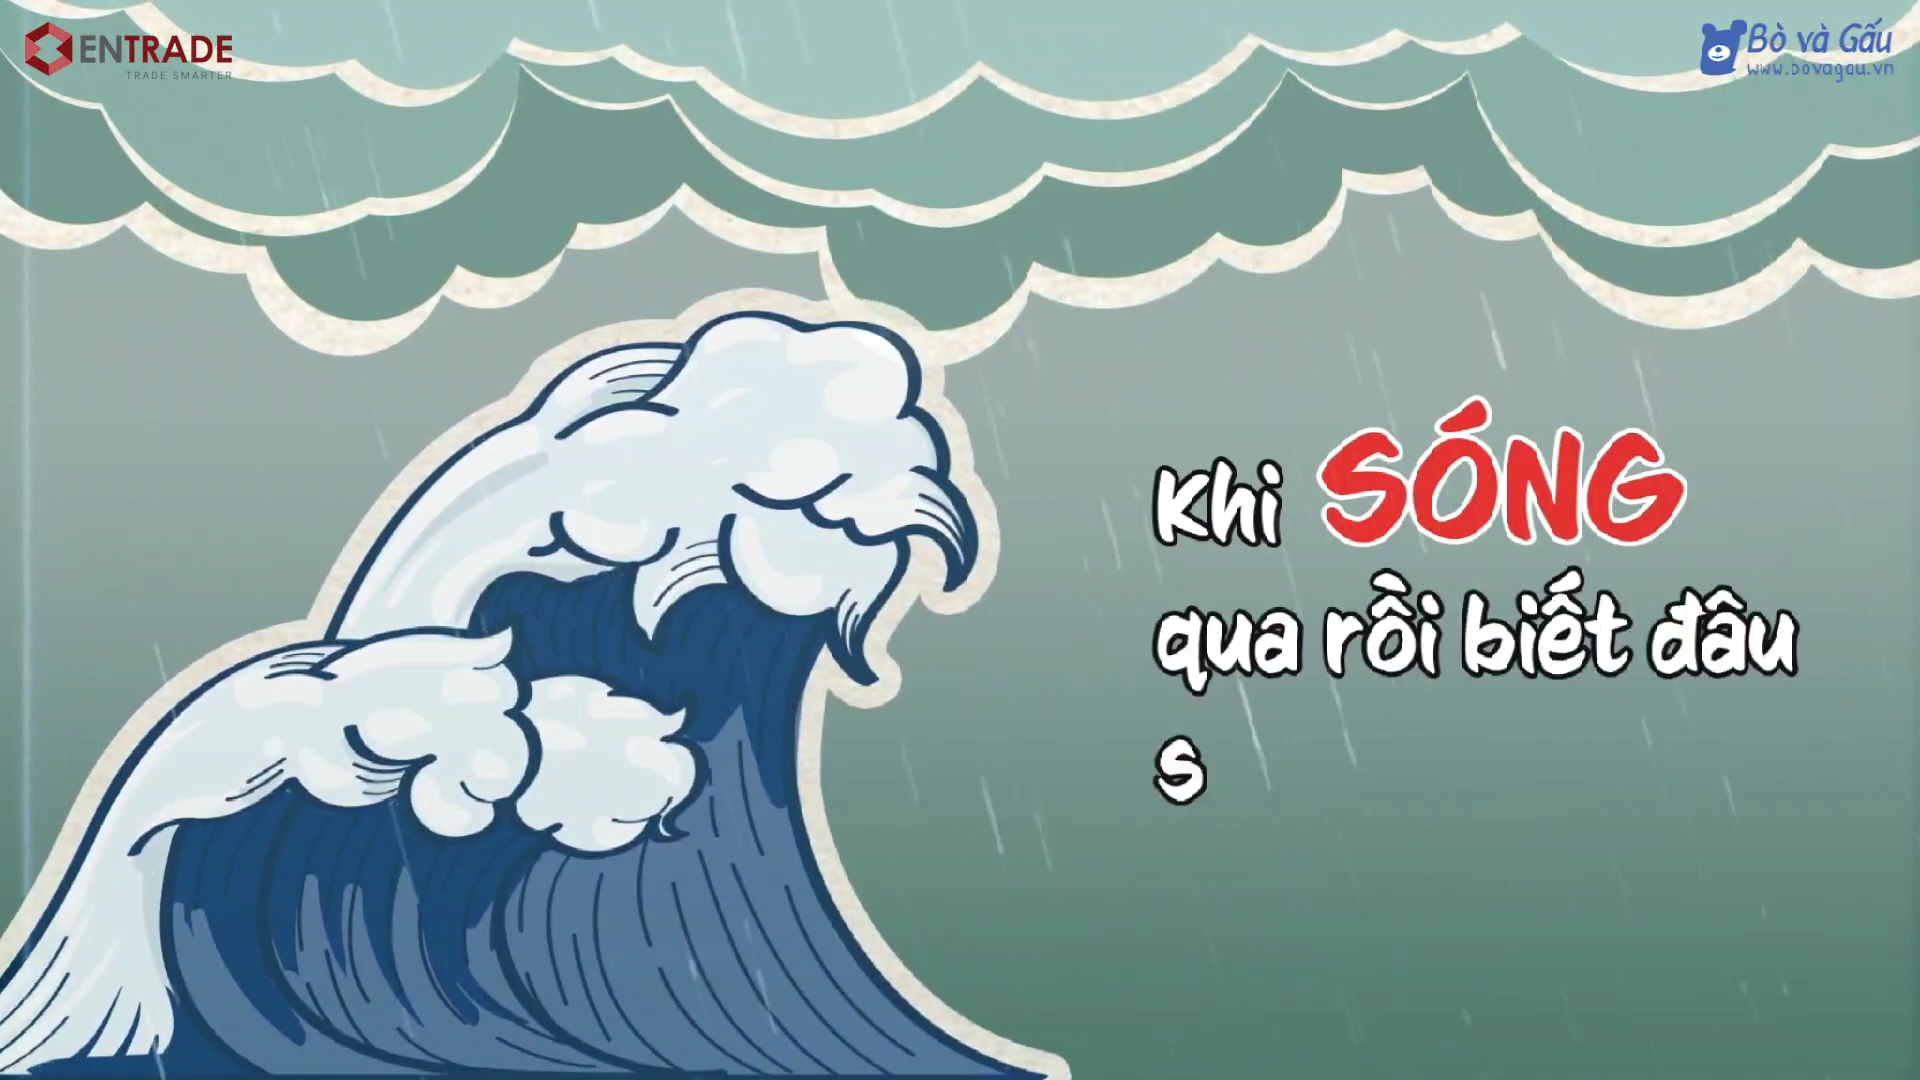 ENTRADE
TRADE SMARTER
Bò và Gấu
www.bovagau.vn
Khi SÓNG
qua rồi biết đâu
s